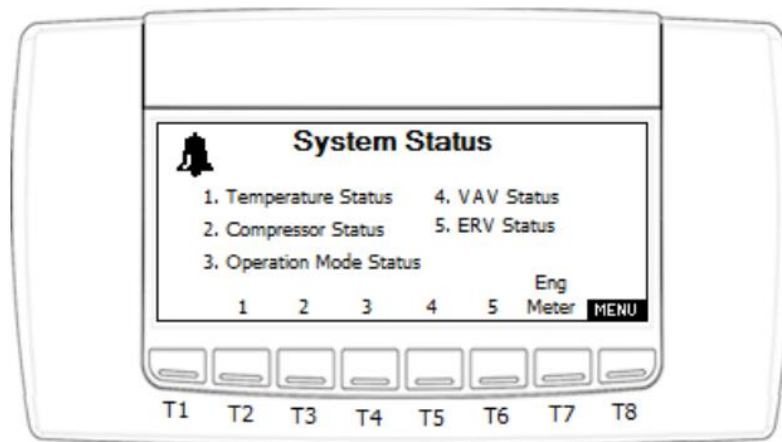 System Status
1. Temperature Status 4. VAV Status
2. Compressor Status 5. ERV Status
3. Operation Mode Status
Eng
1 2 3 4 5 Meter MENU
T1 T2 T3 T4 T5 T6 T7 T8